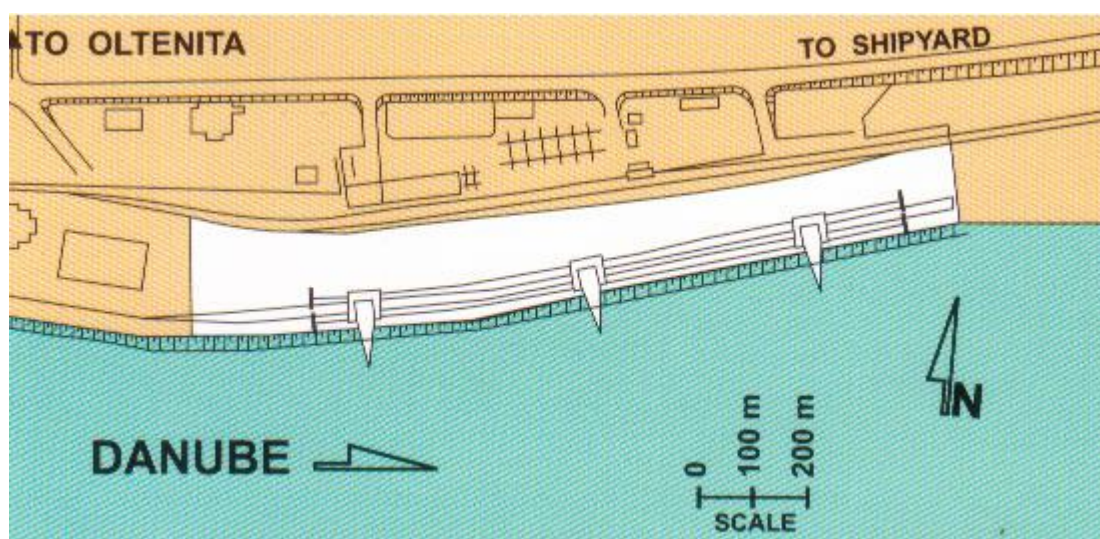 TO OLTENITA
TO SHIPYARD
DANUBE
N
0
100 m
200 m
SCALE